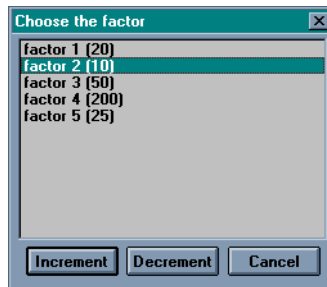 Choose the factor
factor 1 (20)
factor 2 (10)
factor 3 (50)
factor 4 (200)
factor 5 (25)
Increment Decrement Cancel